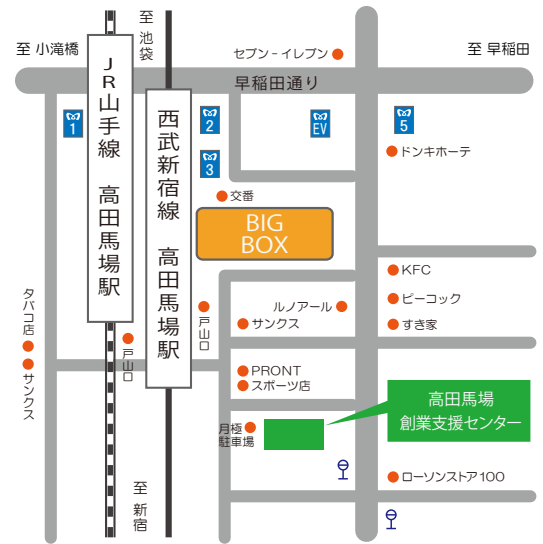 至 池袋
至 小滝橋
セブン-イレブン
至 早稲田
早稲田通り
1
2
EV
5
3
JR山手線 高田馬場駅
西武新宿線 高田馬場駅
ドンキホーテ
交番
BIG
BOX
KFC
ピーコック
すき家
ルノアール
サンクス
戸山口
戸山口
タバコ店
サンクス
PRONT
スポーツ店
高田馬場
創業支援センター
月極
駐車場
ローソンストア100
至 新宿